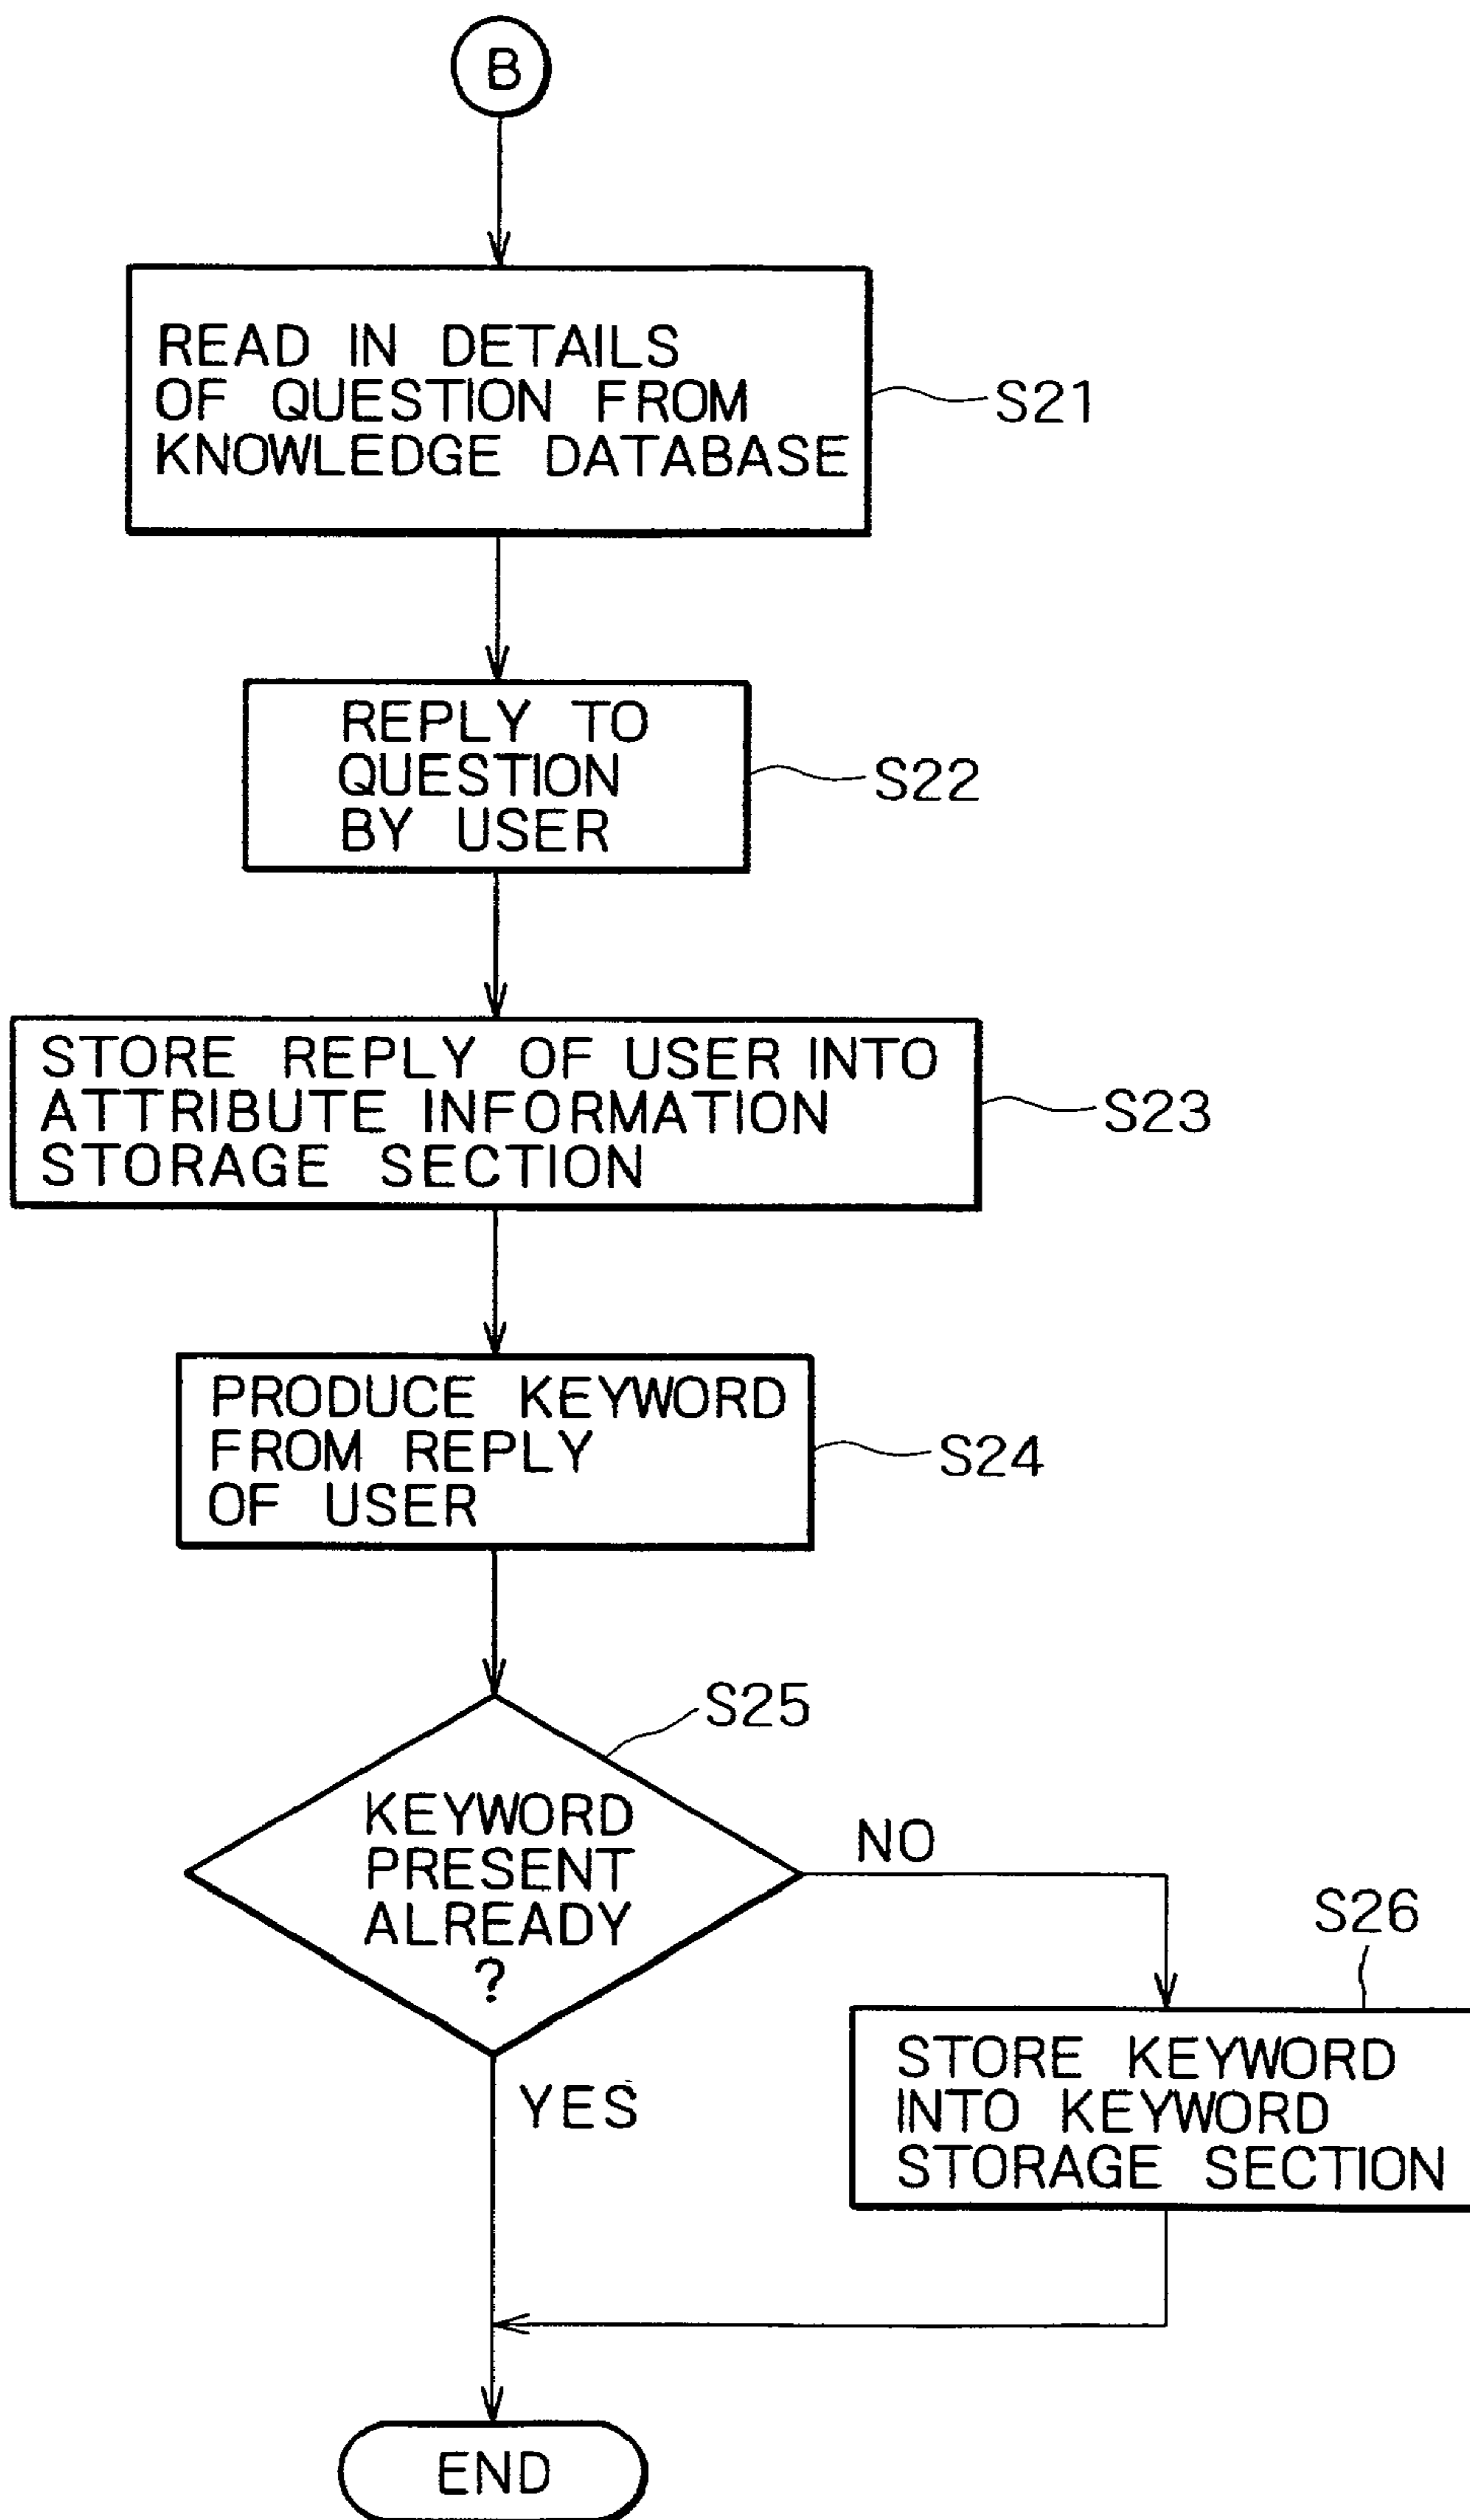 B
READ IN DETAILS
OF QUESTION FROM
KNOWLEDGE DATABASE
S21
REPLY TO
QUESTION
BY USER
S22
STORE REPLY OF USER INTO
ATTRIBUTE INFORMATION
STORAGE SECTION
S23
PRODUCE KEYWORD
FROM REPLY
OF USER
S24
S25
KEYWORD
PRESENT
ALREADY
?
NO
S26
STORE KEYWORD
INTO KEYWORD
STORAGE SECTION
YES
END